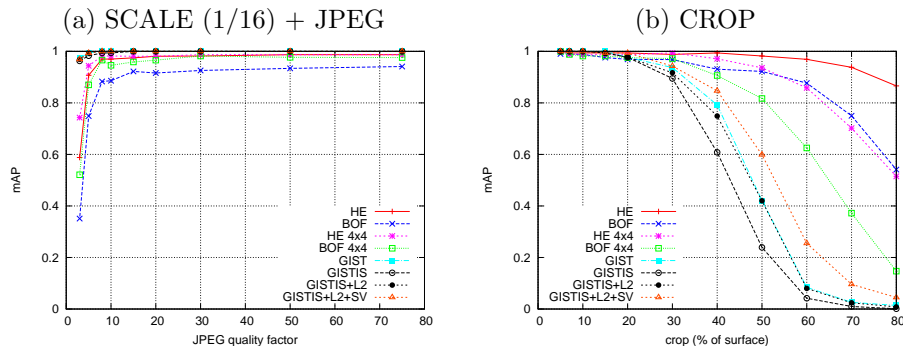 (a) SCALE (1/16) + JPEG
mAP
1
0.8
0.6
0.4
0.2
0
0 10 20 30 40 50 60 70 80
JPEG quality factor
HE
BOF
HE 4x4
BOF 4x4
GIST
GISTIS
GISTIS+L2
GISTIS+L2+SV
(b) CROP
mAP
1
0.8
0.6
0.4
0.2
0
0 10 20 30 40 50 60 70 80
crop (% of surface)
HE
BOF
HE 4x4
BOF 4x4
GIST
GISTIS
GISTIS+L2
GISTIS+L2+SV